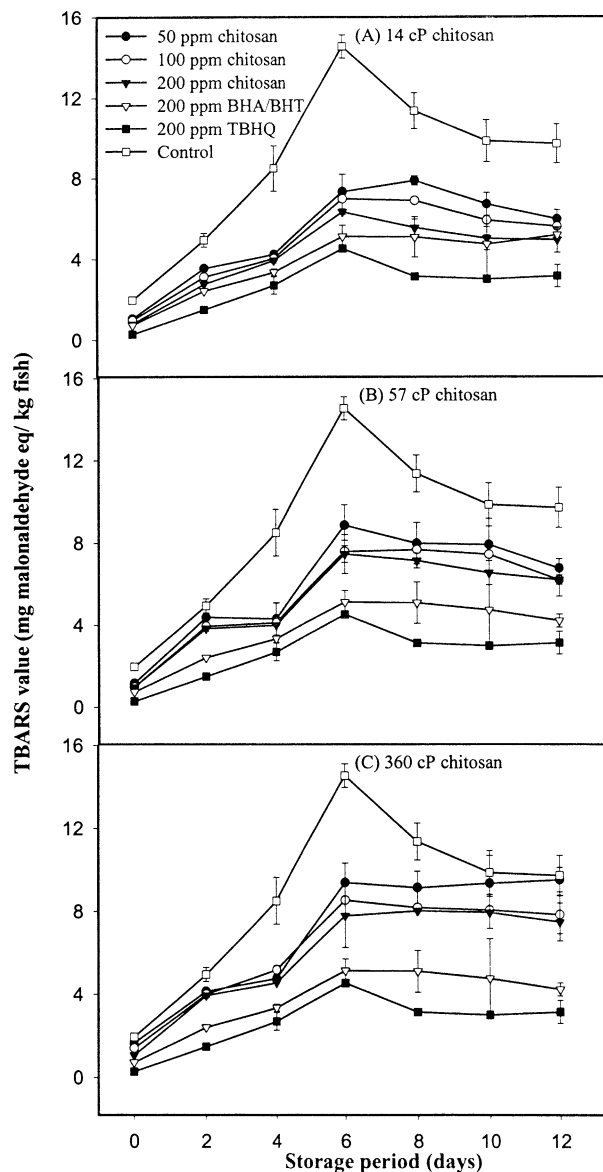 TBARS value (mg malonaldehyde eq/ kg fish)
16
12
8
4
0
50 ppm chitosan
100 ppm chitosan
200 ppm chitosan
200 ppm BHA/BHT
200 ppm TBHQ
Control
(A) 14 cP chitosan
16
12
8
4
0
(B) 57 cP chitosan
16
12
8
4
0
(C) 360 cP chitosan
0 2 4 6 8 10 12
Storage period (days)